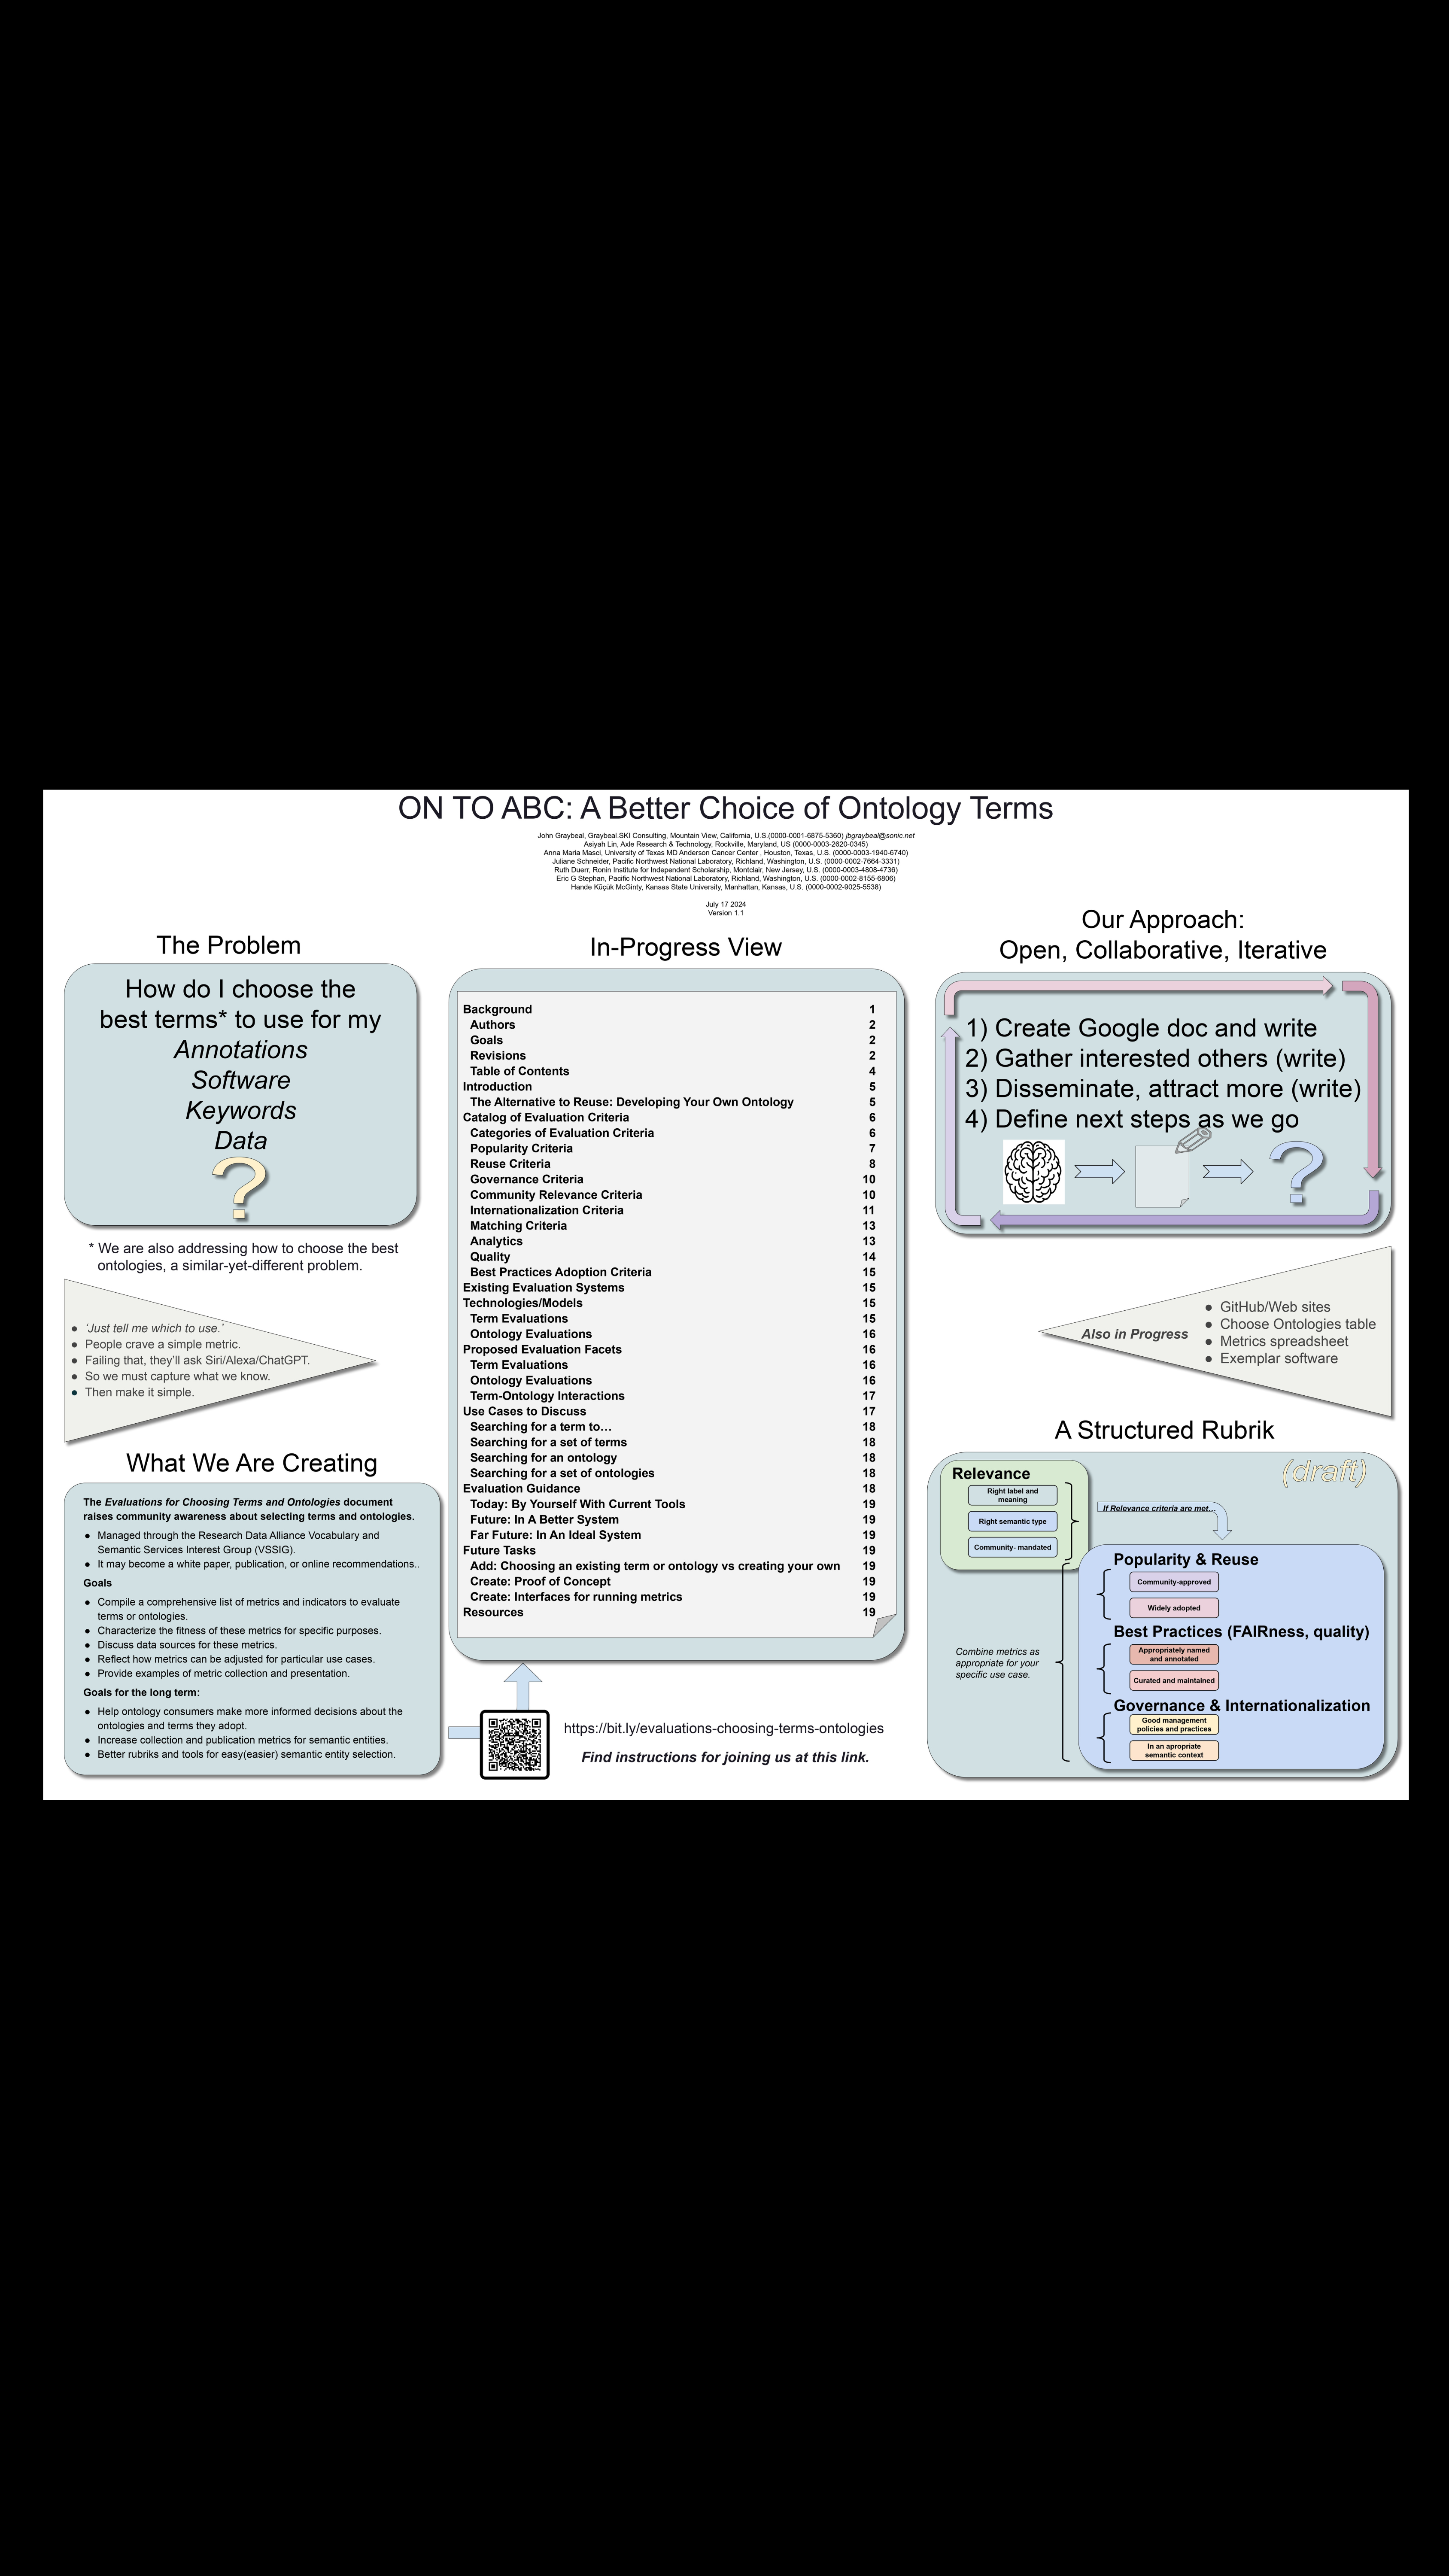 ON TO ABC: A Better Choice of Ontology Terms
John Graybeal, Graybeal.SKI Consulting, Mountain View, California, U.S.(0000-0001-6875-5360) jbgraybeal@sonic.net
Asiyah Lin, Axle Research & Technology, Rockville, Maryland, US (0000-0003-2620-0345)
Anna Maria Masci, University of Texas MD Anderson Cancer Center , Houston, Texas, U.S. (0000-0003-1940-6740)
Juliane Schneider, Pacific Northwest National Laboratory, Richland, Washington, U.S. (0000-0002-7664-3331)
Ruth Duerr, Ronin Institute for Independent Scholarship, Montclair, New Jersey, U.S. (0000-0003-4808-4736)
Eric G Stephan, Pacific Northwest National Laboratory, Richland, Washington, U.S. (0000-0002-8155-6806)
Hande Küçük McGinty, Kansas State University, Manhattan, Kansas, U.S. (0000-0002-9025-5538)
July 17 2024
Version 1.1
The Problem
How do I choose the
best terms* to use for my
Annotations
Software
Keywords
Data
?
* We are also addressing how to choose the best
ontologies, a similar-yet-different problem.
● 'Just tell me which to use.'
● People crave a simple metric.
● Failing that, they'll ask Siri/Alexa/ChatGPT.
● So we must capture what we know.
● Then make it simple.
What We Are Creating
The Evaluations for Choosing Terms and Ontologies document
raises community awareness about selecting terms and ontologies.
● Managed through the Research Data Alliance Vocabulary and
Semantic Services Interest Group (VSSIG).
● It may become a white paper, publication, or online recommendations..
Goals
● Compile a comprehensive list of metrics and indicators to evaluate
terms or ontologies.
● Characterize the fitness of these metrics for specific purposes.
● Discuss data sources for these metrics.
● Reflect how metrics can be adjusted for particular use cases.
● Provide examples of metric collection and presentation.
Goals for the long term:
● Help ontology consumers make more informed decisions about the
ontologies and terms they adopt.
● Increase collection and publication metrics for semantic entities.
● Better rubriks and tools for easy(easier) semantic entity selection.
In-Progress View
Background 1
Authors 2
Goals 2
Revisions 2
Table of Contents 4
Introduction 5
The Alternative to Reuse: Developing Your Own Ontology 5
Catalog of Evaluation Criteria 6
Categories of Evaluation Criteria 6
Popularity Criteria 7
Reuse Criteria 8
Governance Criteria 10
Community Relevance Criteria 10
Internationalization Criteria 11
Matching Criteria 13
Analytics 13
Quality 14
Best Practices Adoption Criteria 15
Existing Evaluation Systems 15
Technologies/Models 15
Term Evaluations 15
Ontology Evaluations 16
Proposed Evaluation Facets 16
Term Evaluations 16
Ontology Evaluations 16
Term-Ontology Interactions 17
Use Cases to Discuss 17
Searching for a term to… 18
Searching for a set of terms 18
Searching for an ontology 18
Searching for a set of ontologies 18
Evaluation Guidance 18
Today: By Yourself With Current Tools 19
Future: In A Better System 19
Far Future: In An Ideal System 19
Future Tasks 19
Add: Choosing an existing term or ontology vs creating your own 19
Create: Proof of Concept 19
Create: Interfaces for running metrics 19
Resources 19
https://bit.ly/evaluations-choosing-terms-ontologies
Find instructions for joining us at this link.
Our Approach:
Open, Collaborative, Iterative
1) Create Google doc and write
2) Gather interested others (write)
3) Disseminate, attract more (write)
4) Define next steps as we go
?
Also in Progress
● GitHub/Web sites
● Choose Ontologies table
● Metrics spreadsheet
● Exemplar software
A Structured Rubrik
(draft)
Relevance
Right label and
meaning
Right semantic type
Community- mandated
If Relevance criteria are met…
Popularity & Reuse
Community-approved
Widely adopted
Best Practices (FAIRness, quality)
Appropriately named
and annotated
Curated and maintained
Governance & Internationalization
Good management
policies and practices
In an apropriate
semantic context
Combine metrics as
appropriate for your
specific use case.